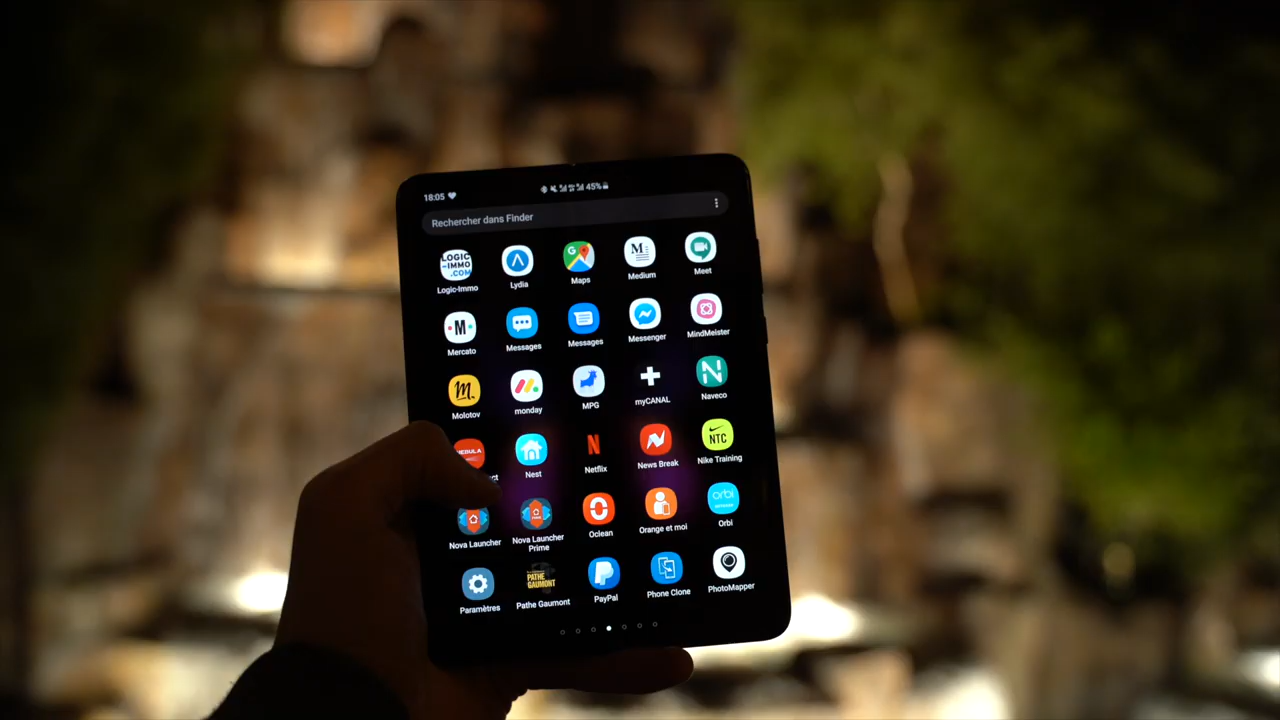 18:05
45%
Rechercher dans Finder
LOGIC
-IMMO
.COM
G
M
Logic-Immo
Lydia
Maps
Medium
Meet
M
Mercato
Messages
Messages
Messenger
MindMeister
m.
Molotov
monday
MPG
myCANAL
N
Naveco
NEBULA
ct
Nest
N
Netflix
News Break
NTC
Nike Training
Nova Launcher
PRIME
Nova Launcher
Prime
Oclean
Orange et moi
orbi
Orbi
Paramètres
PATHE
GAUMONT
Pathe Gaumont
PayPal
Phone Clone
PhotoMapper